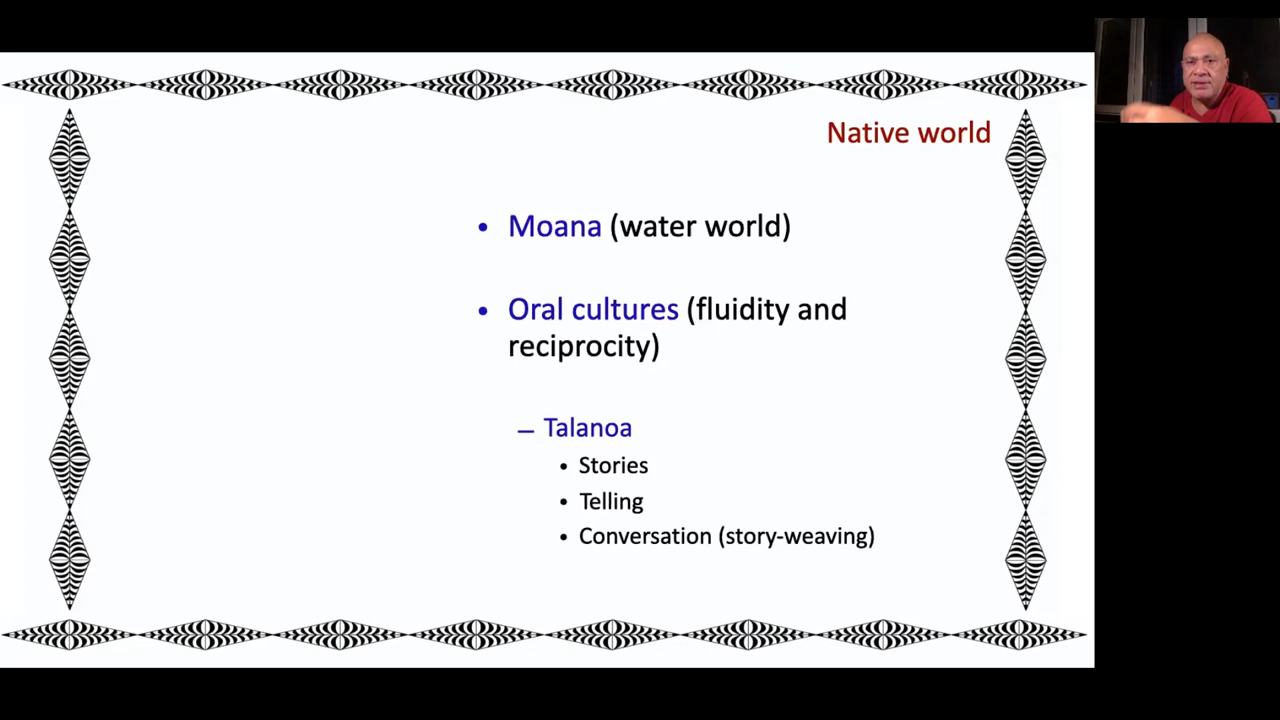 Native world
• Moana (water world)
• Oral cultures (fluidity and
reciprocity)
– Talanoa
• Stories
• Telling
• Conversation (story-weaving)